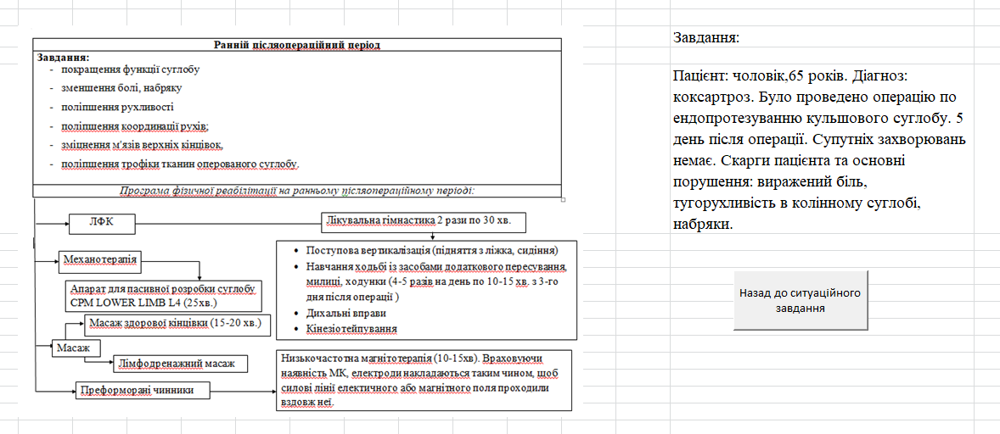 Ранній післяопераційний період
Завдання:
- покращення функції суглобу
- зменшення болі, набряку
- поліпшення рухливості
- поліпшення координації рухів;
- зміцнення м'язів верхніх кінцівок,
- поліпшення трофіки тканин оперованого суглобу.
Програма фізичної реабілітації на ранньому післяопераційному періоді:
ЛФК
Лікувальна гімнастика 2 рази по 30 хв.
• Поступова вертикалізація (підняття з ліжка, сидіння)
• Навчання ходьбі із засобами додаткового пересування,
милиці, ходунки (4-5 разів на день по 10-15 хв. з 3-го
дня після операції )
• Дихальні вправи
• Кінезіотейпування
Механотерапія
Апарат для пасивної розробки суглобу
CPM LOWER LIMB L4 (25хв.)
Масаж здорової кінцівки (15-20 хв.)
Масаж
Лімфодренажний масаж
Преформорані чинники
Низькочастотна магнітотерапія (10-15хв). Враховуючи
наявність МК, електроди накладаються таким чином, щоб
силові лінії електичного або магнітного поля проходили
вздовж неї.
Завдання:
Пацієнт: чоловік,65 років. Діагноз:
коксартроз. Було проведено операцію по
ендопротезуванню кульшового суглобу. 5
день після операції. Супутніх захворювань
немає. Скарги пацієнта та основні
порушення: виражений біль,
тугорухливість в колінному суглобі,
набряки.
Назад до ситуаційного
завдання